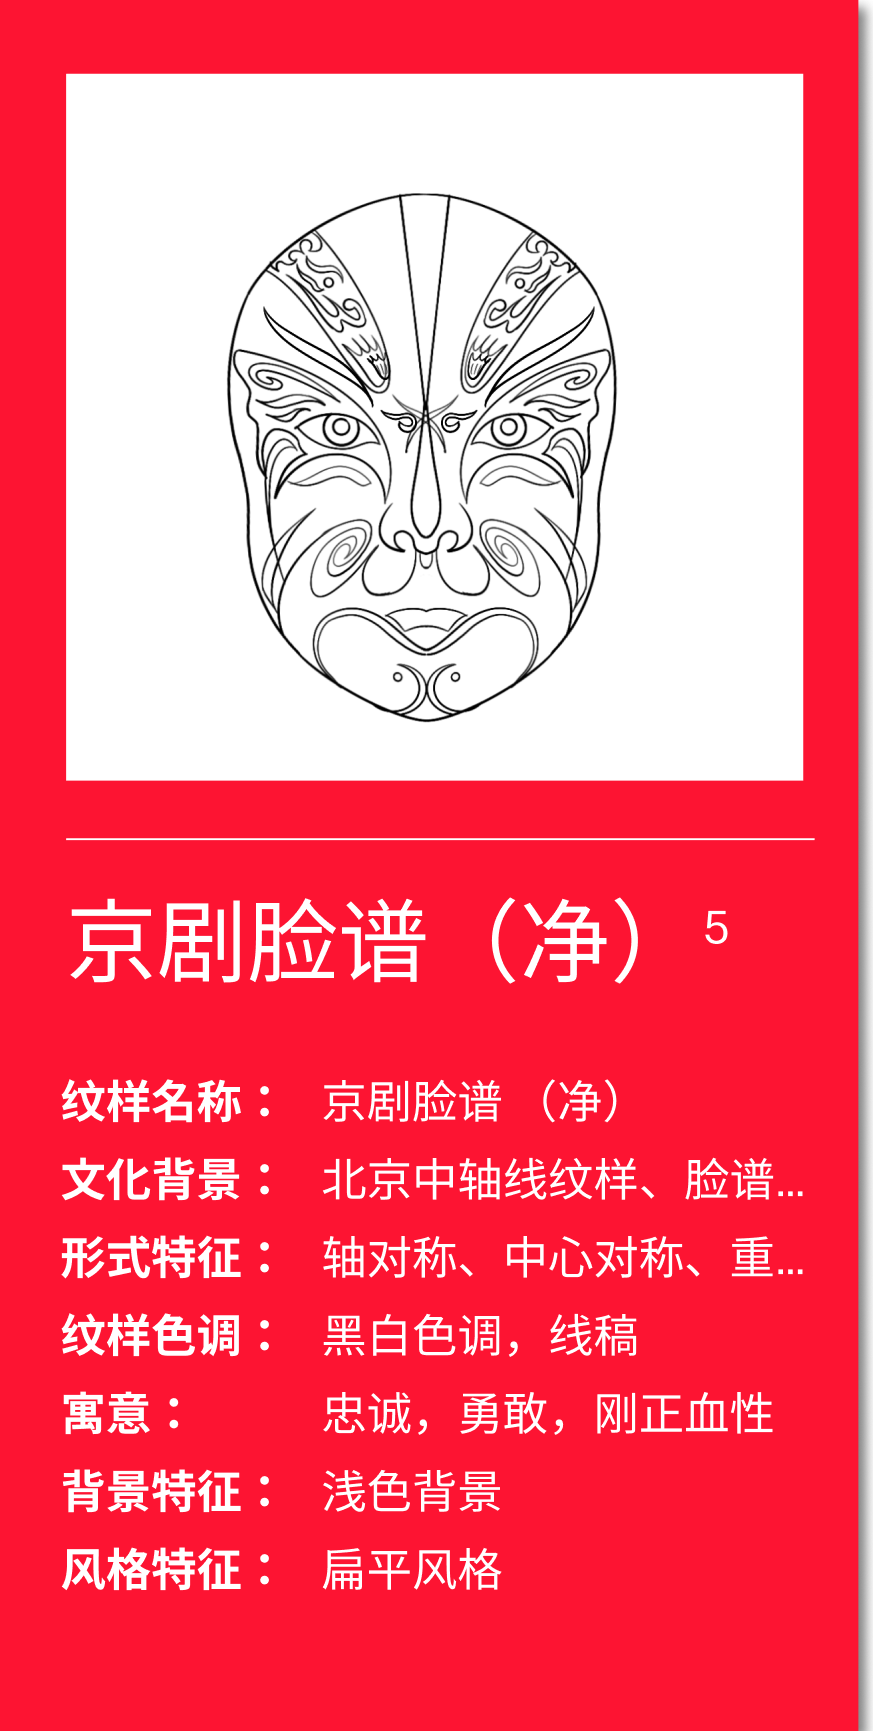 京剧脸谱（净） 5
纹样名称： 京剧脸谱 （净）
文化背景： 北京中轴线纹样、脸谱...
形式特征： 轴对称、中心对称、重...
纹样色调： 黑白色调，线稿
寓意： 忠诚，勇敢，刚正血性
背景特征： 浅色背景
风格特征： 扁平风格